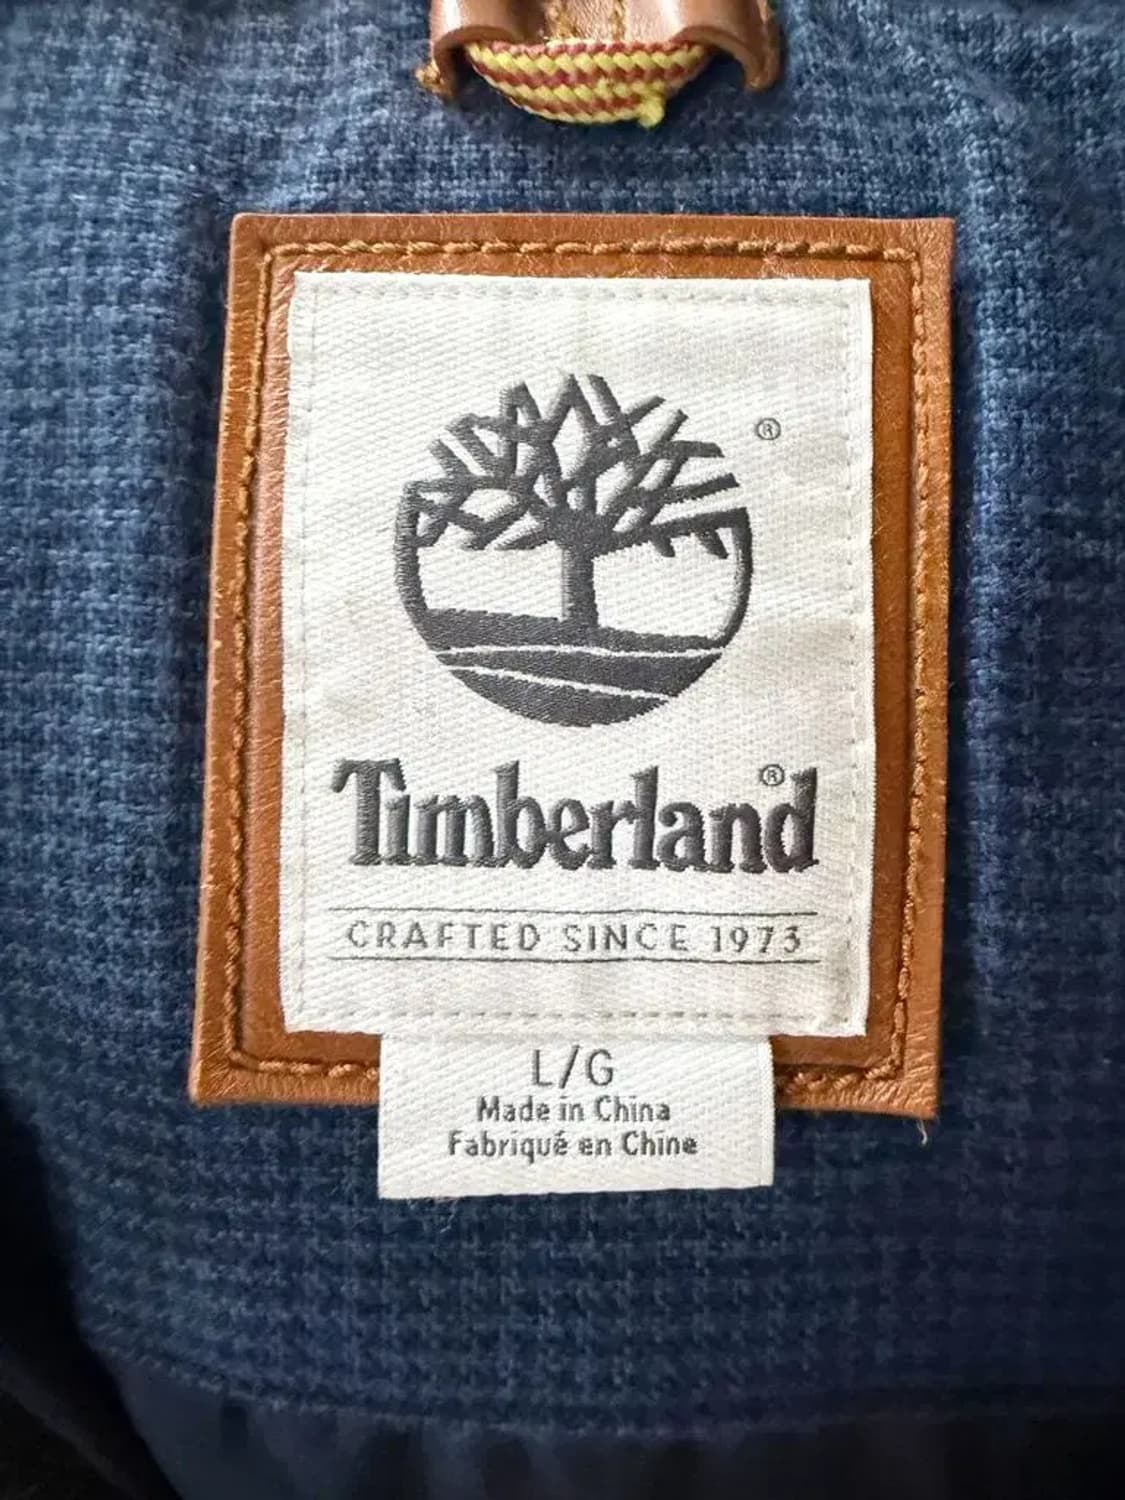 ®
Timberland®
CRAFTED SINCE 1973
L/G
Made in China
Fabriqué en Chine